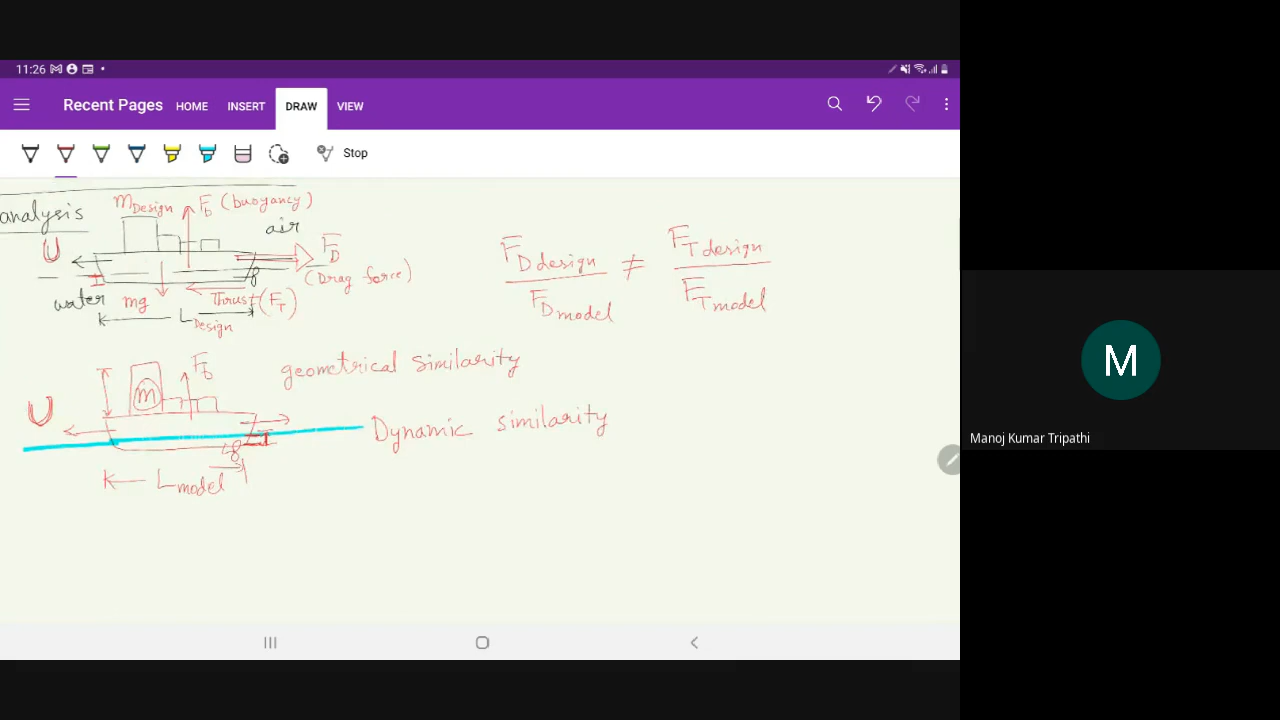 11:26
Recent Pages HOME INSERT DRAW VIEW
Stop
analysis
m Design
F b (buoyancy)
air
U
F D
(Drag force)
water
mg
Thrust (F T)
L Design
F D design
F D model
≠
F T design
F T model
F b
m
geometrical similarity
U
Dynamic similarity
L model
M
Manoj Kumar Tripathi